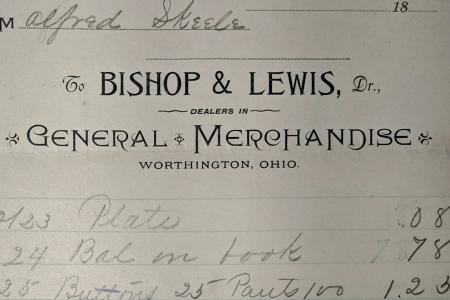 18
M Alfred Skeele
To BISHOP & LEWIS, Dr.,
DEALERS IN
GENERAL MERCHANDISE
WORTHINGTON, OHIO.
23 Plate 08
24 Bal on book 78
25 Buttons 25 Pants 100 1.25